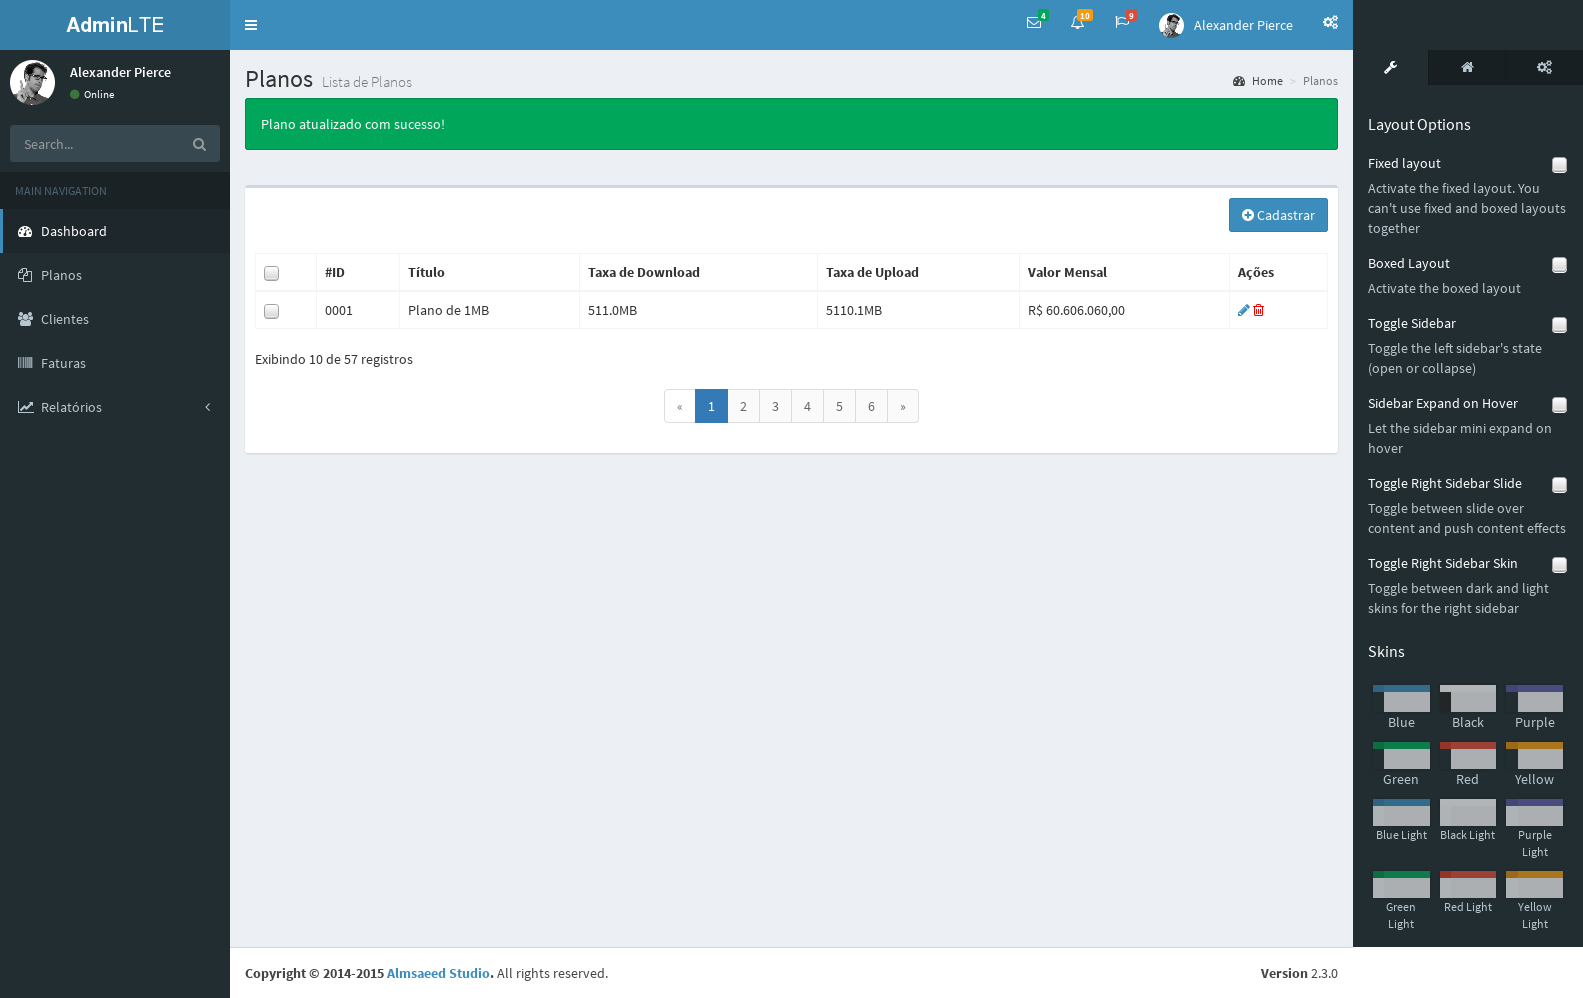 AdminLTE
4
10
9
Alexander Pierce
Alexander Pierce
Online
Search...
MAIN NAVIGATION
Dashboard
Planos
Clientes
Faturas
Relatórios
Planos Lista de Planos
Home > Planos
Plano atualizado com sucesso!
Cadastrar
#ID Título Taxa de Download Taxa de Upload Valor Mensal Ações
0001 Plano de 1MB 511.0MB 5110.1MB R$ 60.606.060,00
Exibindo 10 de 57 registros
« 1 2 3 4 5 6 »
Layout Options
Fixed layout
Activate the fixed layout. You
can't use fixed and boxed layouts
together
Boxed Layout
Activate the boxed layout
Toggle Sidebar
Toggle the left sidebar's state
(open or collapse)
Sidebar Expand on Hover
Let the sidebar mini expand on
hover
Toggle Right Sidebar Slide
Toggle between slide over
content and push content effects
Toggle Right Sidebar Skin
Toggle between dark and light
skins for the right sidebar
Skins
Blue Black Purple
Green Red Yellow
Blue Light Black Light Purple
Light
Green Red Light Yellow
Light Light
Copyright © 2014-2015 Almsaeed Studio. All rights reserved.
Version 2.3.0